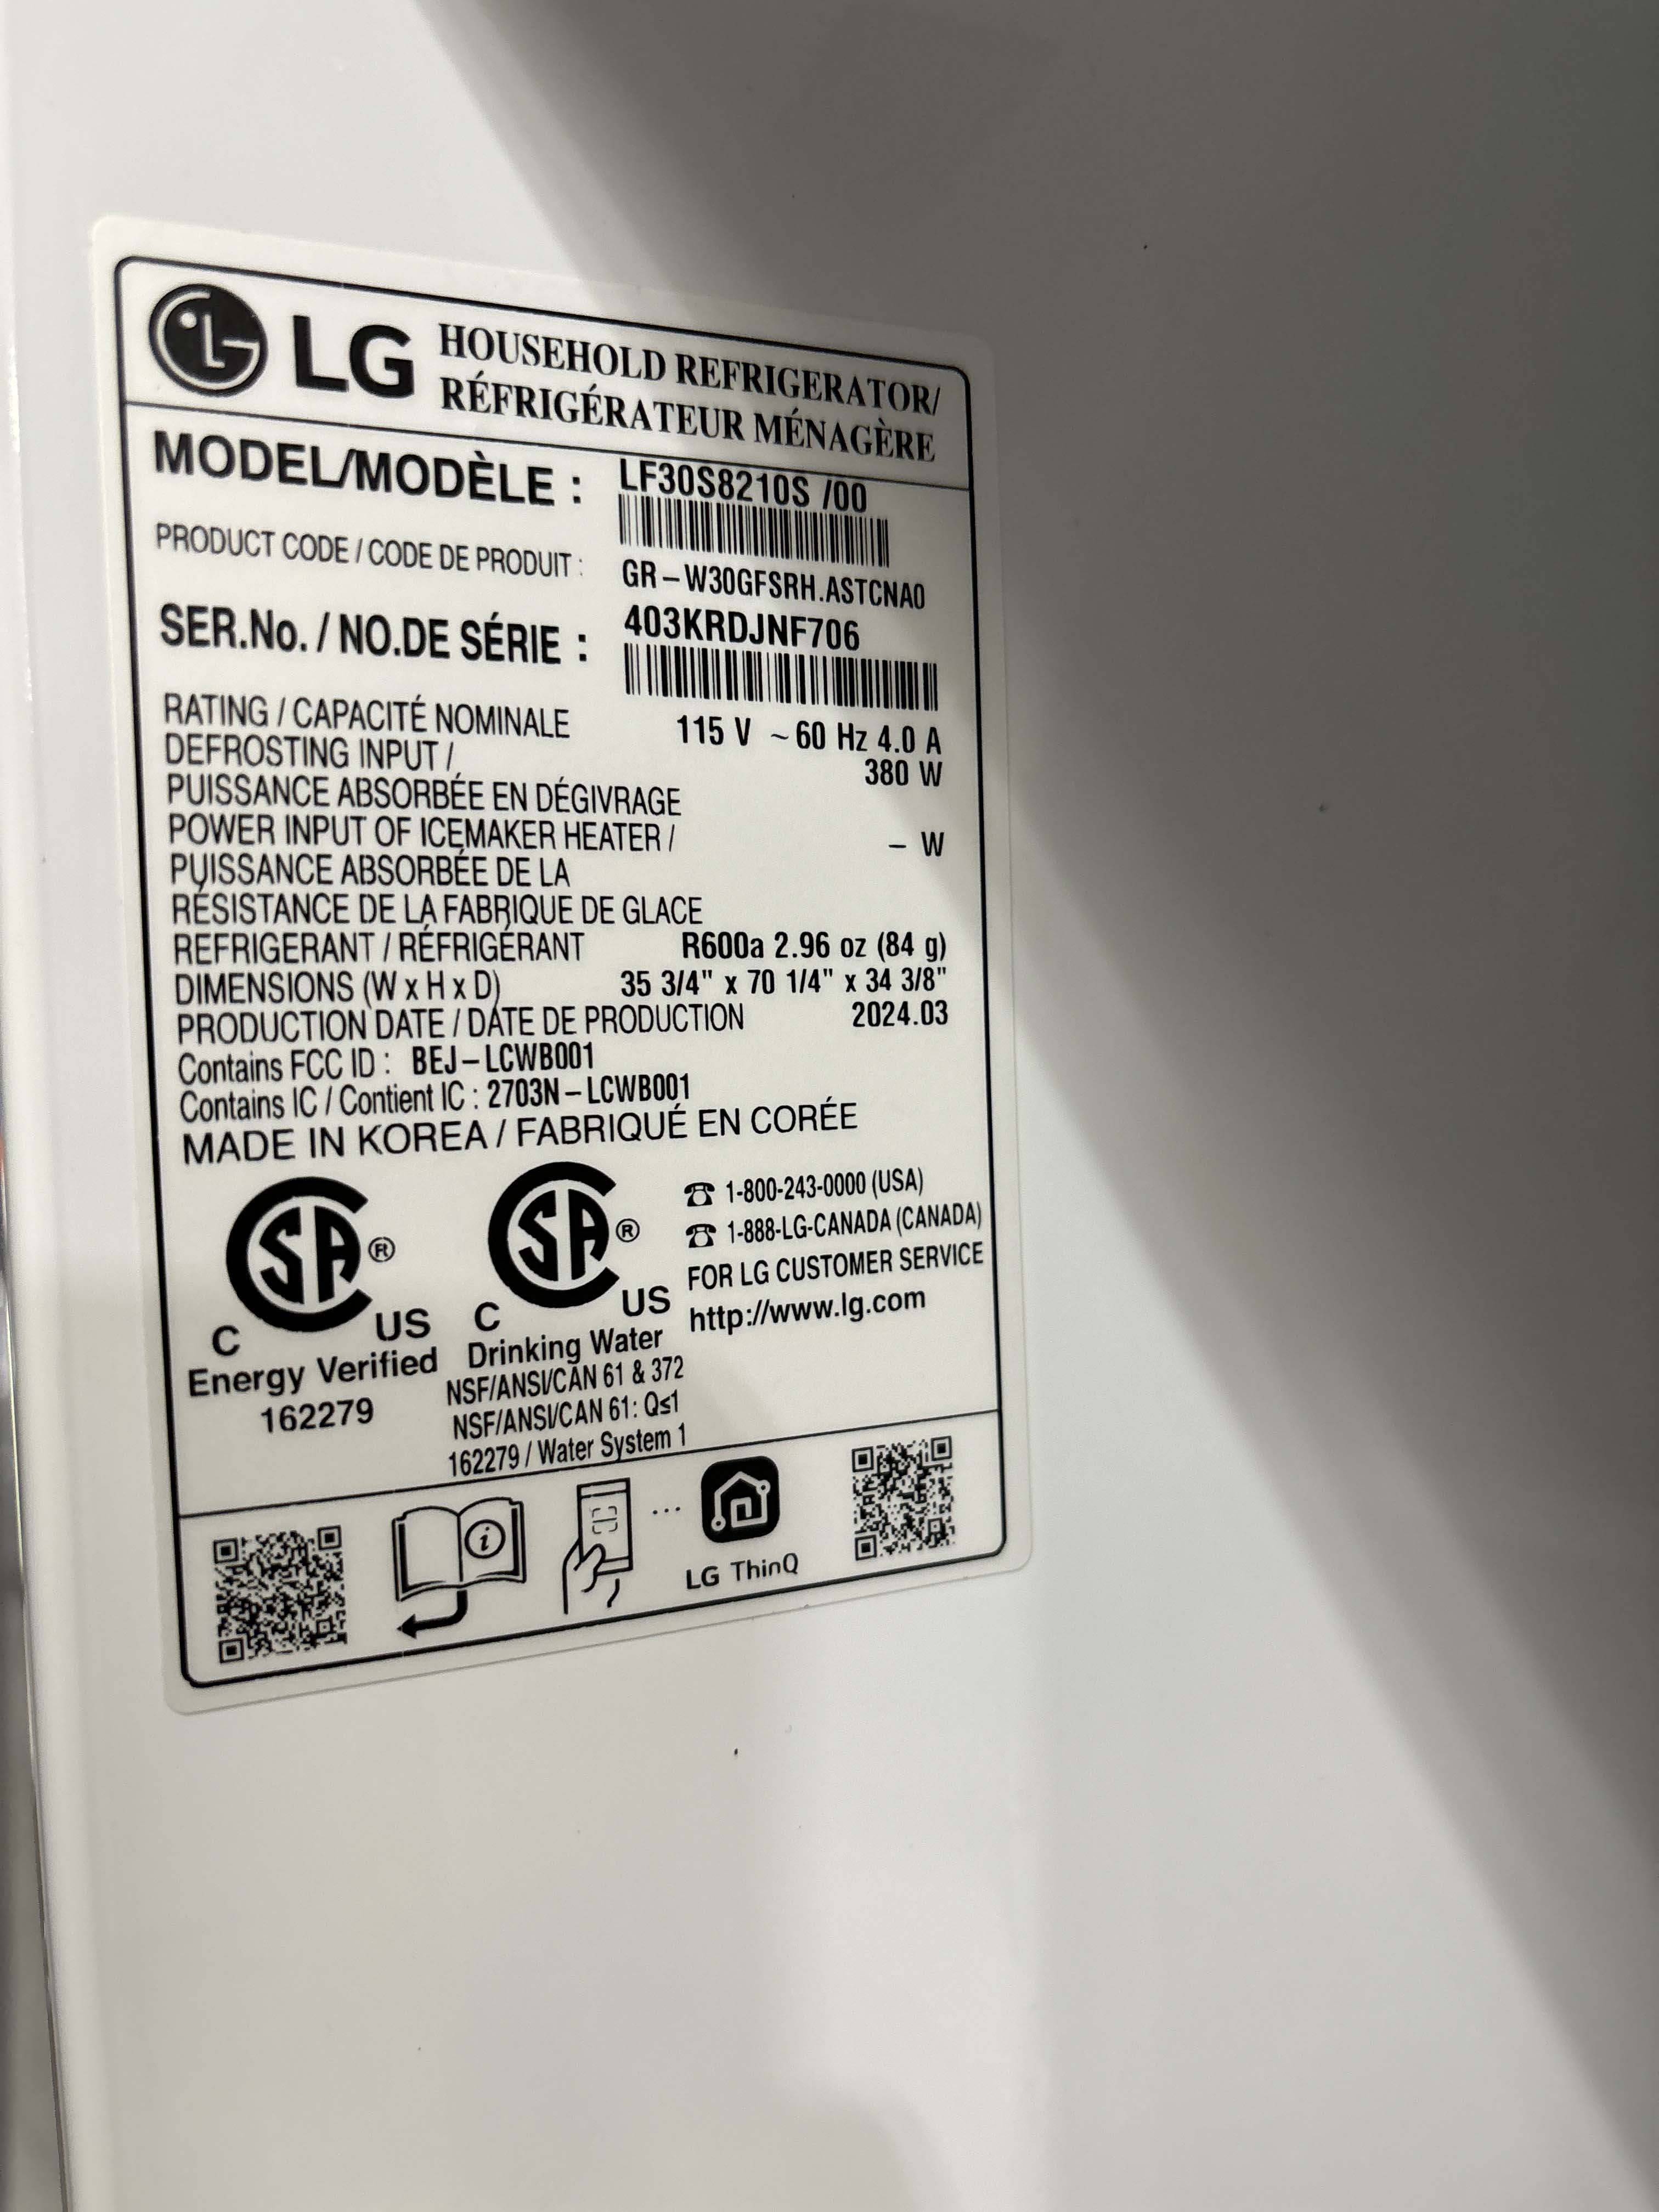 LG HOUSEHOLD REFRIGERATOR/
RÉFRIGÉRATEUR MÉNAGÈRE
MODEL/MODÈLE : LF30S8210S /00
PRODUCT CODE / CODE DE PRODUIT : GR-W30GFSRH.ASTCNA0
SER.No. / NO.DE SÉRIE : 403KRDJNF706
RATING / CAPACITÉ NOMINALE 115 V ~ 60 Hz 4.0 A
DEFROSTING INPUT / 380 W
PUISSANCE ABSORBÉE EN DÉGIVRAGE
POWER INPUT OF ICEMAKER HEATER / – W
PUISSANCE ABSORBÉE DE LA
RÉSISTANCE DE LA FABRIQUE DE GLACE
REFRIGERANT / RÉFRIGÉRANT R600a 2.96 oz (84 g)
DIMENSIONS (W x H x D) 35 3/4" x 70 1/4" x 34 3/8"
PRODUCTION DATE / DATE DE PRODUCTION 2024.03
Contains FCC ID : BEJ-LCWB001
Contains IC / Contient IC : 2703N-LCWB001
MADE IN KOREA / FABRIQUÉ EN CORÉE
SA® C US
Energy Verified
162279
SA® C US
Drinking Water
NSF/ANSI/CAN 61 & 372
NSF/ANSI/CAN 61: Q≤1
162279 / Water System 1
☎ 1-800-243-0000 (USA)
☎ 1-888-LG-CANADA (CANADA)
FOR LG CUSTOMER SERVICE
http://www.lg.com
i
...
LG ThinQ